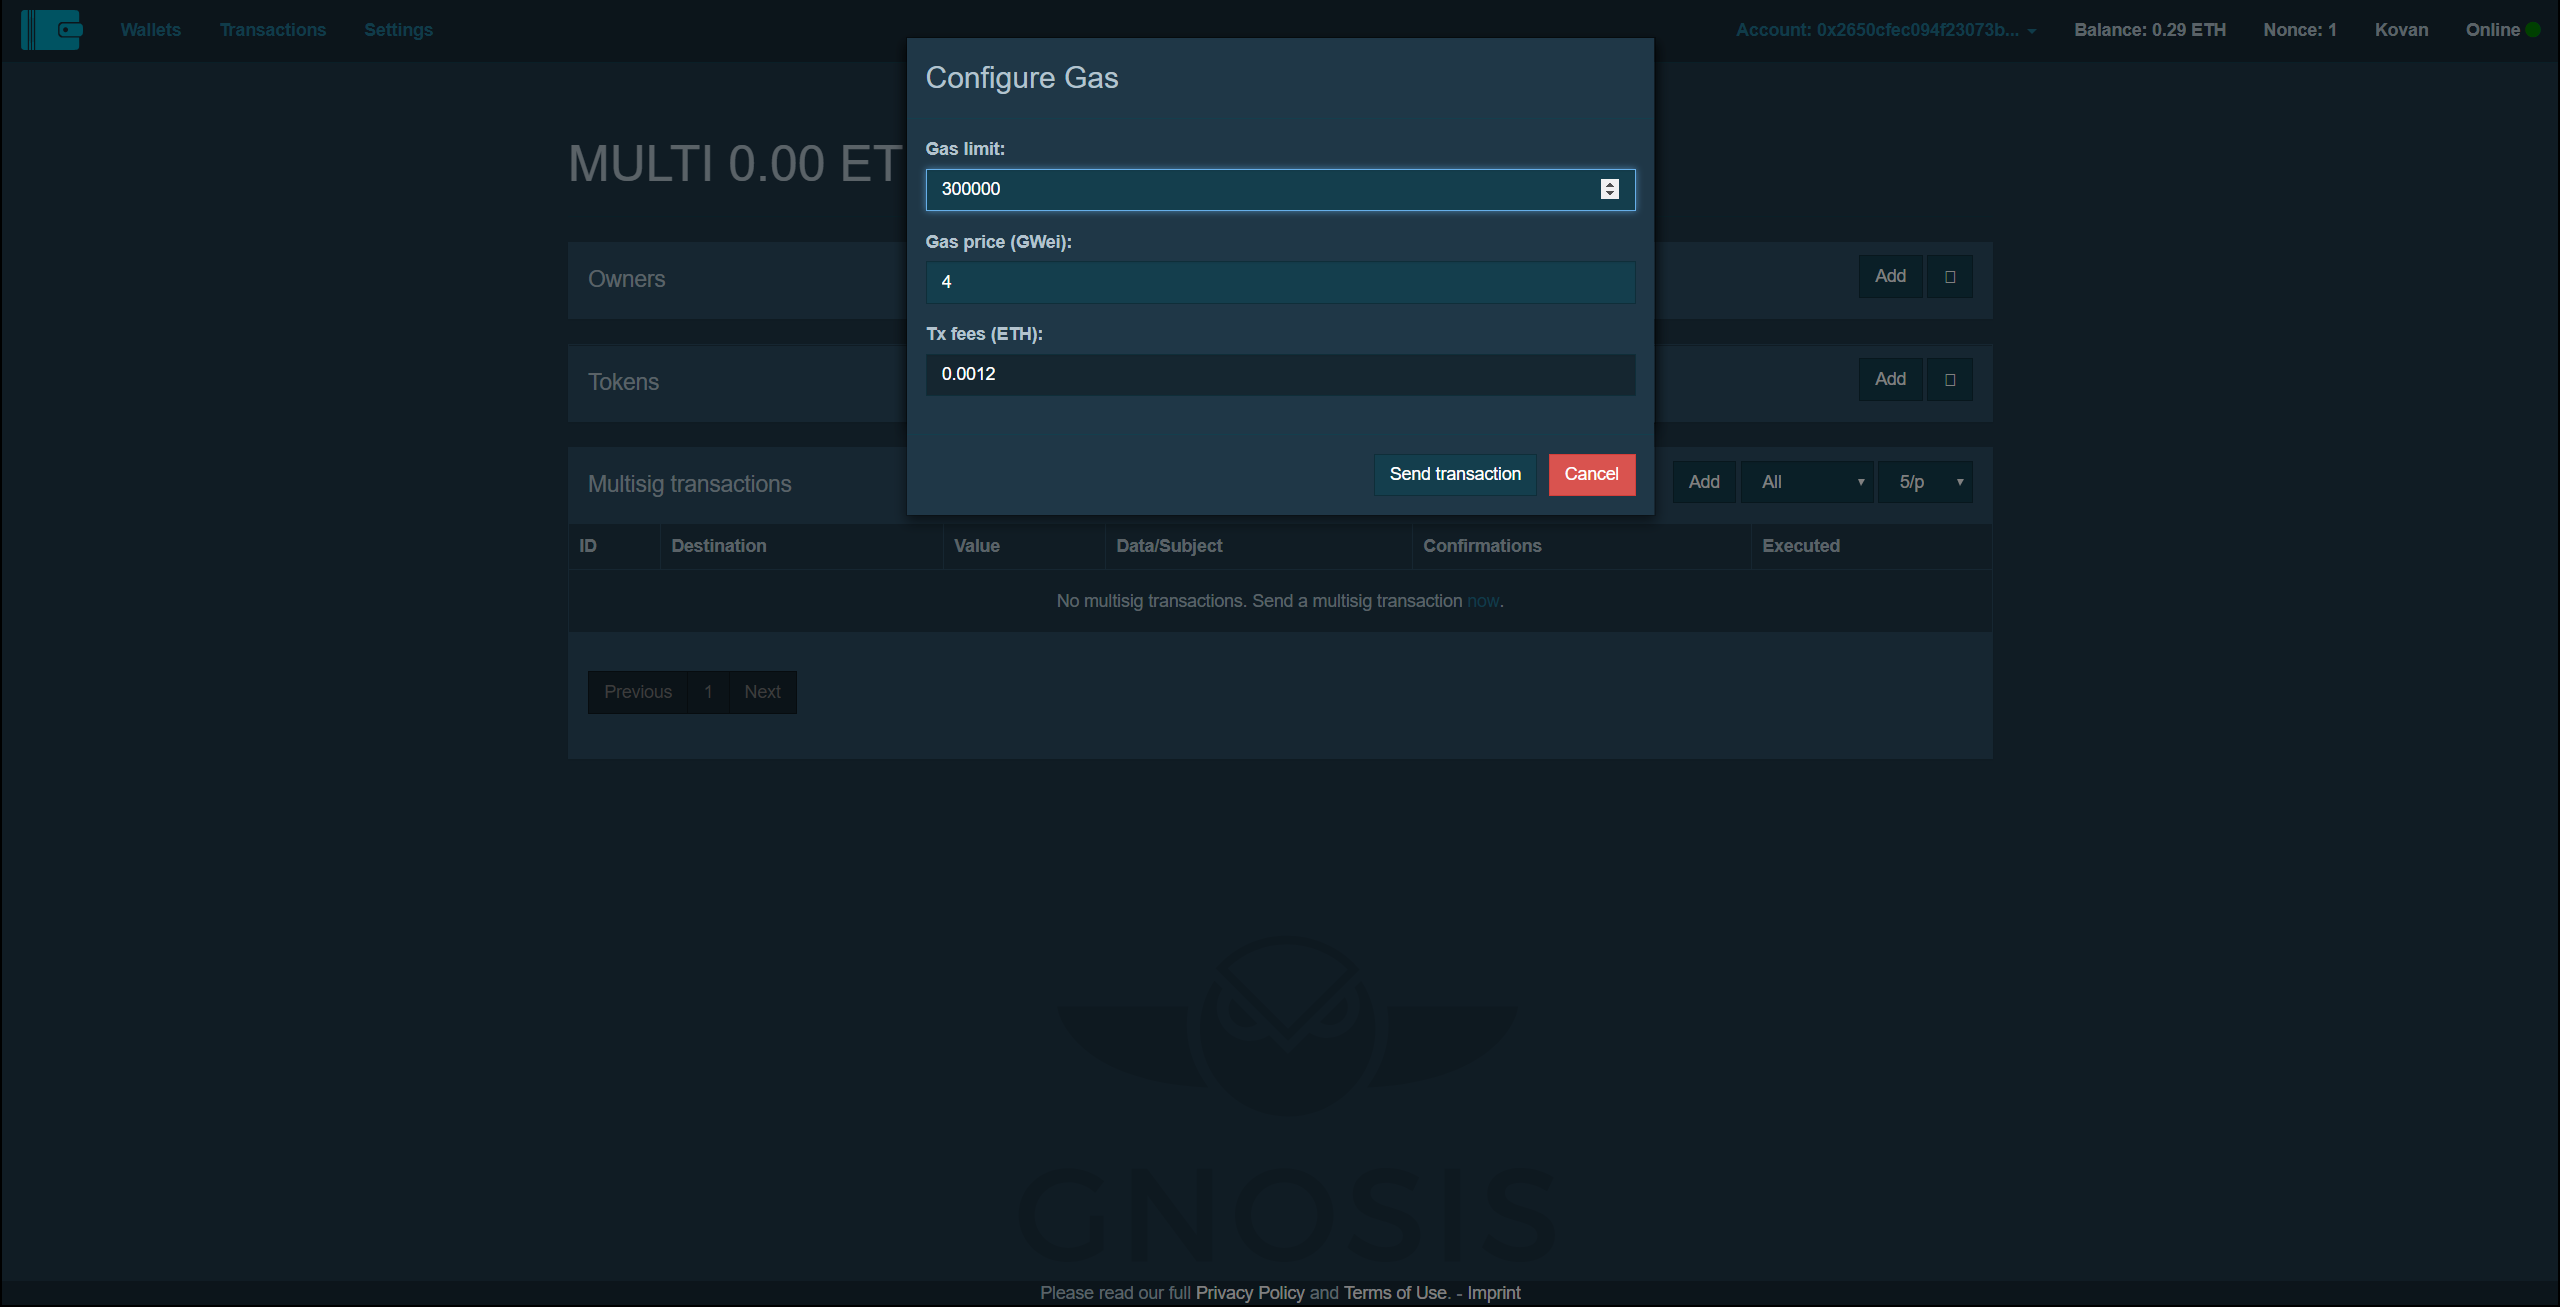 Wallets Transactions Settings Account: 0x2650cfec094f23073b... Balance: 0.29 ETH Nonce: 1 Kovan Online
Configure Gas
MULTI 0.00 ET
Gas limit:
300000
Gas price (GWei):
4
Owners Add
Tx fees (ETH):
0.0012
Tokens Add
Send transaction Cancel
Multisig transactions Add All 5/p
ID Destination Value Data/Subject Confirmations Executed
No multisig transactions. Send a multisig transaction now.
Previous 1 Next
GNOSIS
Please read our full Privacy Policy and Terms of Use. - Imprint